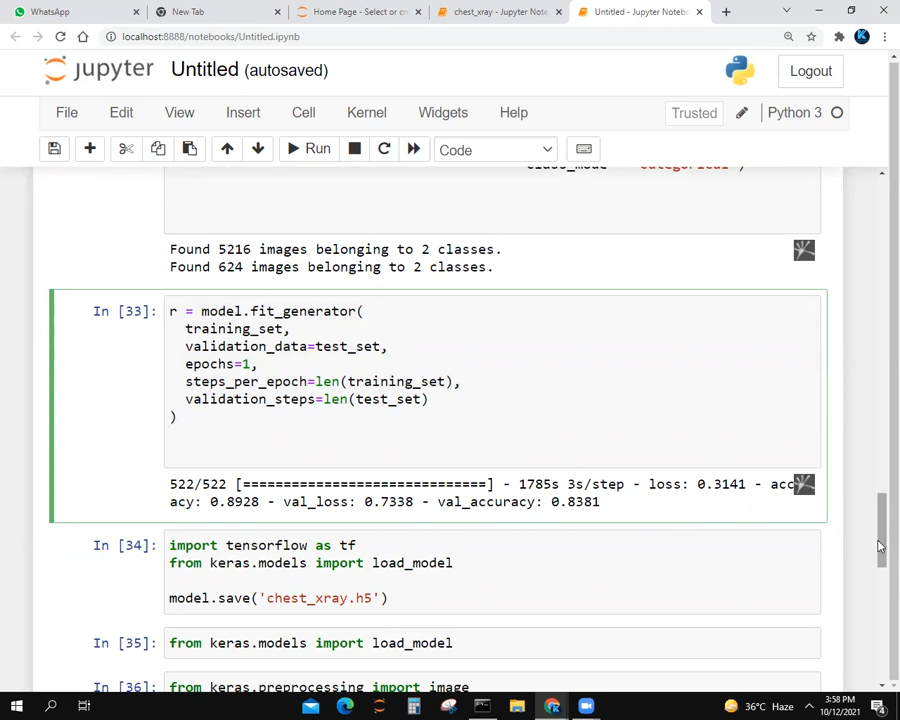 WhatsApp
New Tab
Home Page - Select or cr
chest_xray - Jupyter Note
Untitled - Jupyter Notebo
localhost:8888/notebooks/Untitled.ipynb
jupyter Untitled (autosaved)
Logout
File Edit View Insert Cell Kernel Widgets Help
Trusted
Python 3
Run
Code
class_mode = 'categorical')
Found 5216 images belonging to 2 classes.
Found 624 images belonging to 2 classes.
In [33]: r = model.fit_generator(
training_set,
validation_data=test_set,
epochs=1,
steps_per_epoch=len(training_set),
validation_steps=len(test_set)
)
522/522 [==============================] - 1785s 3s/step - loss: 0.3141 - acc
acy: 0.8928 - val_loss: 0.7338 - val_accuracy: 0.8381
In [34]: import tensorflow as tf
from keras.models import load_model
model.save('chest_xray.h5')
In [35]: from keras.models import load_model
In [36]: from keras.preprocessing import image
36°C Haze
3:58 PM
10/12/2021
4